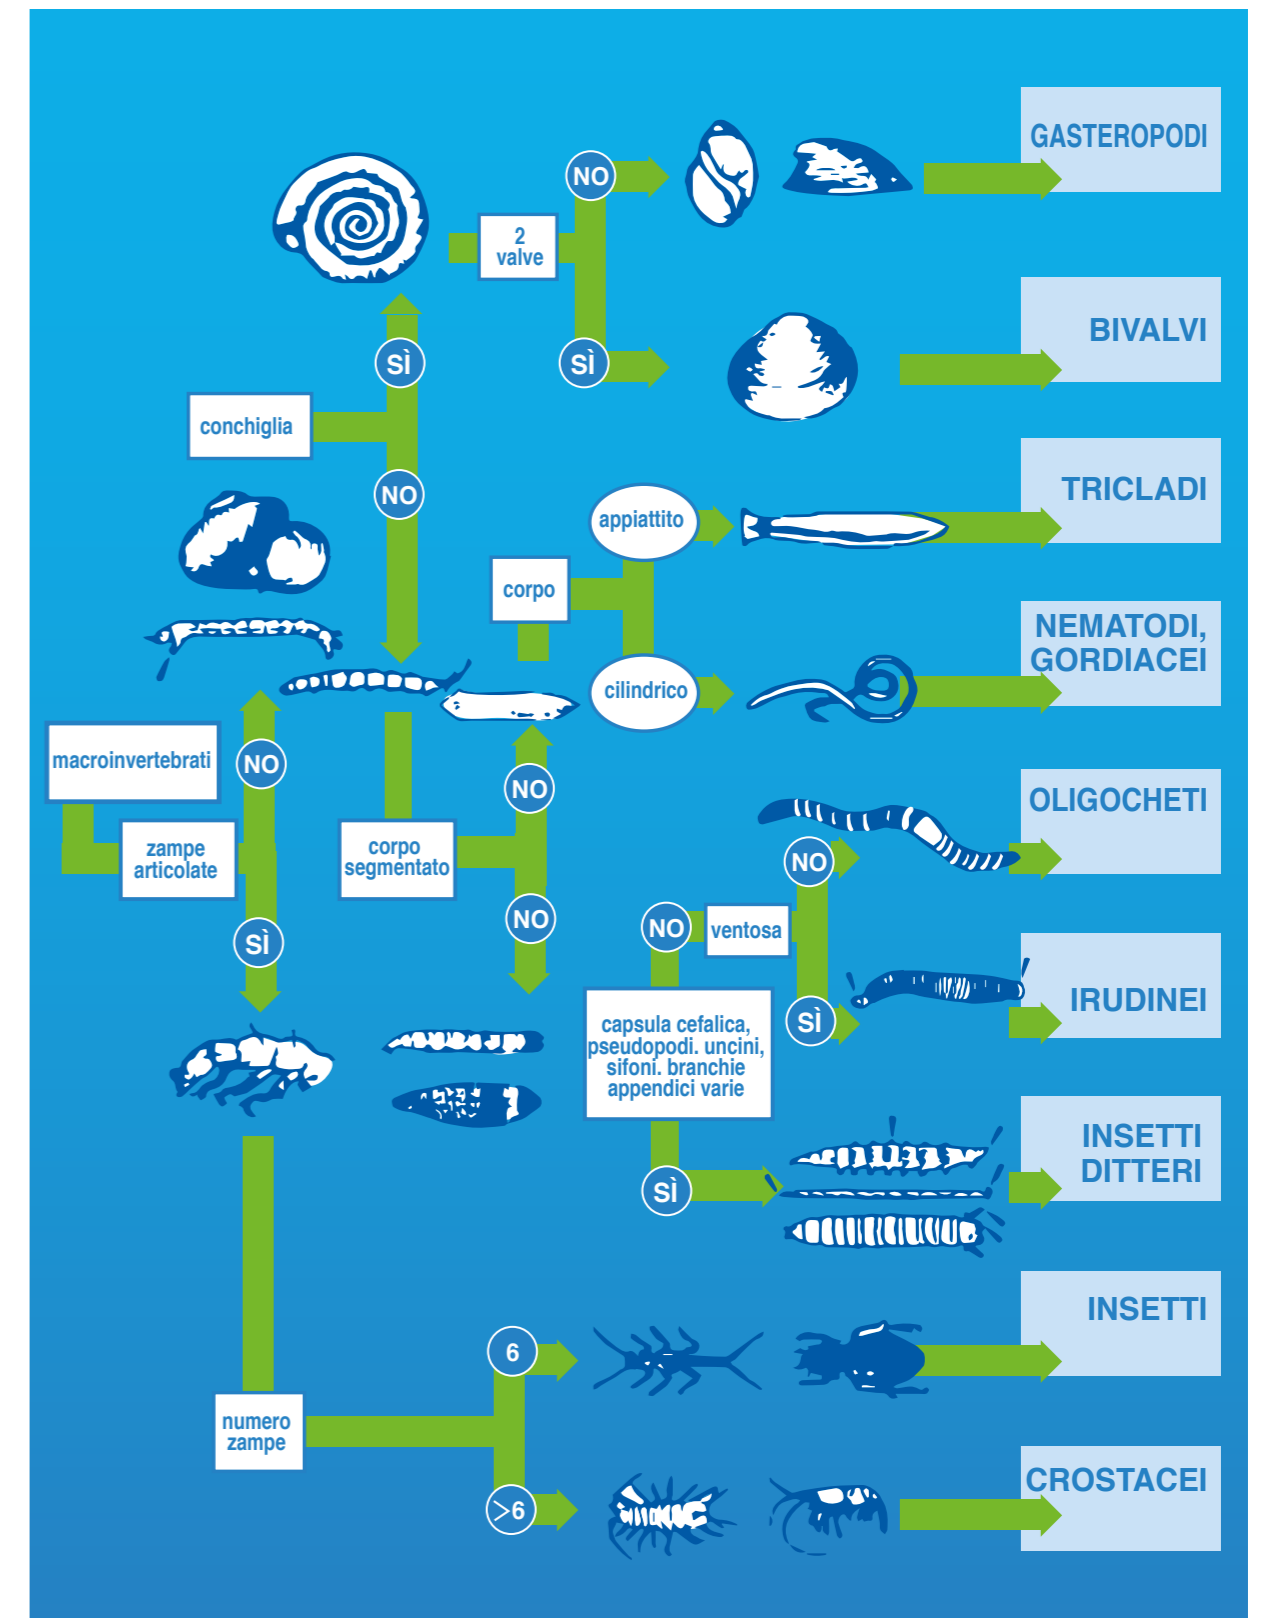 GASTEROPODI
NO
2
valve
BIVALVI
SÌ
SÌ
conchiglia
NO
TRICLADI
appiattito
corpo
NEMATODI,
GORDIACEI
cilindrico
macroinvertebrati
NO
NO
OLIGOCHETI
zampe
articolate
corpo
segmentato
NO
NO
NO
ventosa
SÌ
IRUDINEI
SÌ
capsula cefalica,
pseudopodi. uncini,
sifoni. branchie
appendici varie
INSETTI
DITTERI
SÌ
INSETTI
6
numero
zampe
CROSTACEI
>6